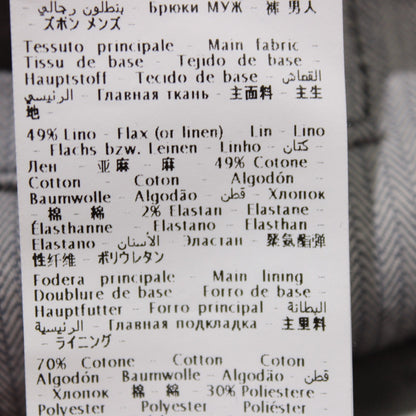 بنطلون رجالي - Брюки МУЖ - 裤 男人
ズボン メンズ -
Tessuto principale - Main fabric -
Tissu de base - Tejido de base -
Hauptstoff - Tecido de base - القماش
الرئيسي - Главная ткань - 主面料 - 主生
地 -
49% Lino - Flax (or linen) - Lin - Lino
- Flachs bzw. Leinen - Linho - كتان -
Лен - 亚麻 - 麻 - 49% Cotone -
Cotton - Coton - Algodón -
Baumwolle - Algodão - قطن - Хлопок
- 棉 - 綿 - 2% Elastan - Elastane -
Élasthanne - Elastano - Elasthan -
Elastano - الأستان - Эластан - 聚氨酯弹
性纤维 - ポリウレタン
Fodera principale - Main lining -
Doublure de base - Forro de base -
Hauptfutter - Forro principal - البطانة
الرئيسية - Главная подкладка - 主里料
- ライニング -
70% Cotone - Cotton - Coton -
Algodón - Baumwolle - Algodão - قطن
- Хлопок - 棉 - 綿 - 30% Poliestere -
Polyester - Polyester - Poliéster -